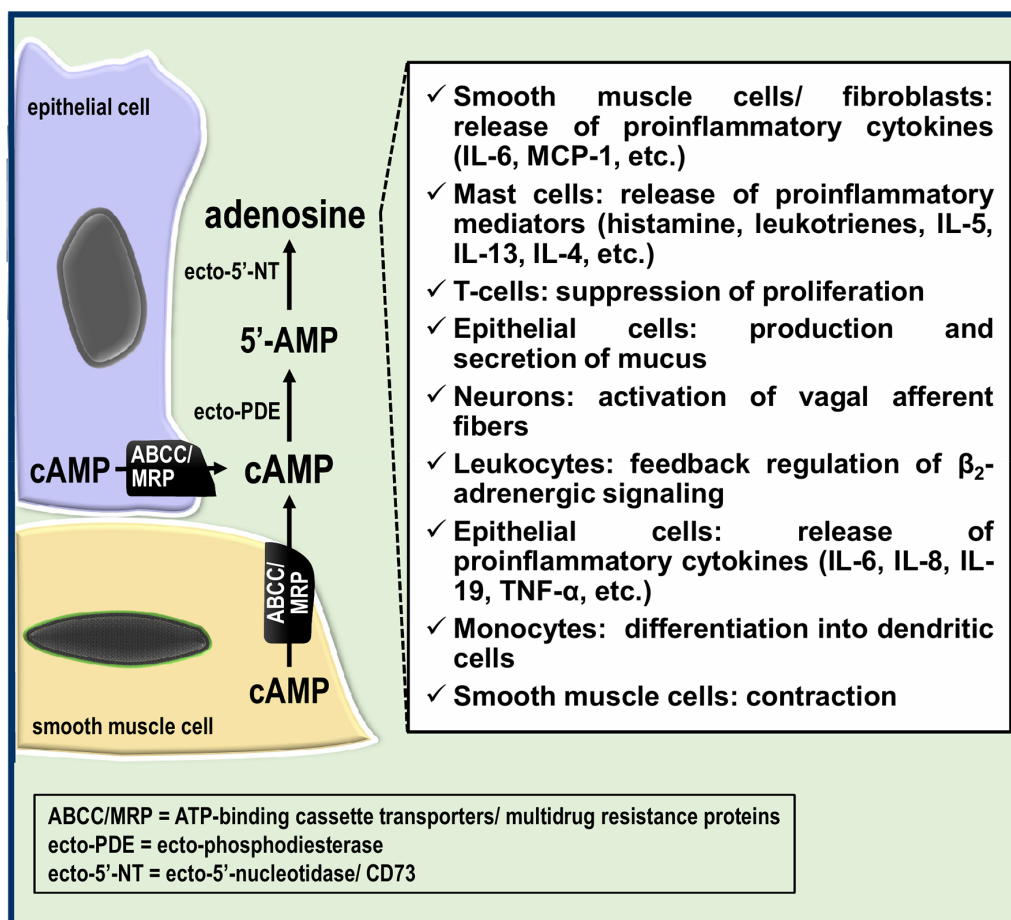 epithelial cell
adenosine
ecto-5’-NT
5’-AMP
ecto-PDE
cAMP
ABCC/
MRP
cAMP
ABCC/
MRP
cAMP
smooth muscle cell
✓ Smooth muscle cells/ fibroblasts:
release of proinflammatory cytokines
(IL-6, MCP-1, etc.)
✓ Mast cells: release of proinflammatory
mediators (histamine, leukotrienes, IL-5,
IL-13, IL-4, etc.)
✓ T-cells: suppression of proliferation
✓ Epithelial cells: production and
secretion of mucus
✓ Neurons: activation of vagal afferent
fibers
✓ Leukocytes: feedback regulation of β₂-
adrenergic signaling
✓ Epithelial cells: release of
proinflammatory cytokines (IL-6, IL-8, IL-
19, TNF-α, etc.)
✓ Monocytes: differentiation into dendritic
cells
✓ Smooth muscle cells: contraction
ABCC/MRP = ATP-binding cassette transporters/ multidrug resistance proteins
ecto-PDE = ecto-phosphodiesterase
ecto-5’-NT = ecto-5’-nucleotidase/ CD73